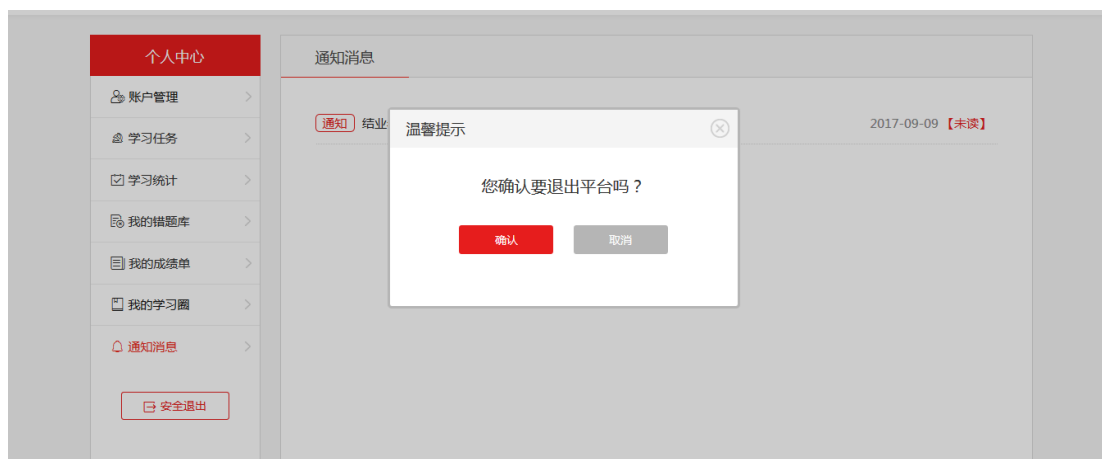 个人中心
通知消息
账户管理
通知 结业
2017-09-09【未读】
温馨提示
您确认要退出平台吗？
确认
取消
学习任务
学习统计
我的错题库
我的成绩单
我的学习圈
通知消息
安全退出